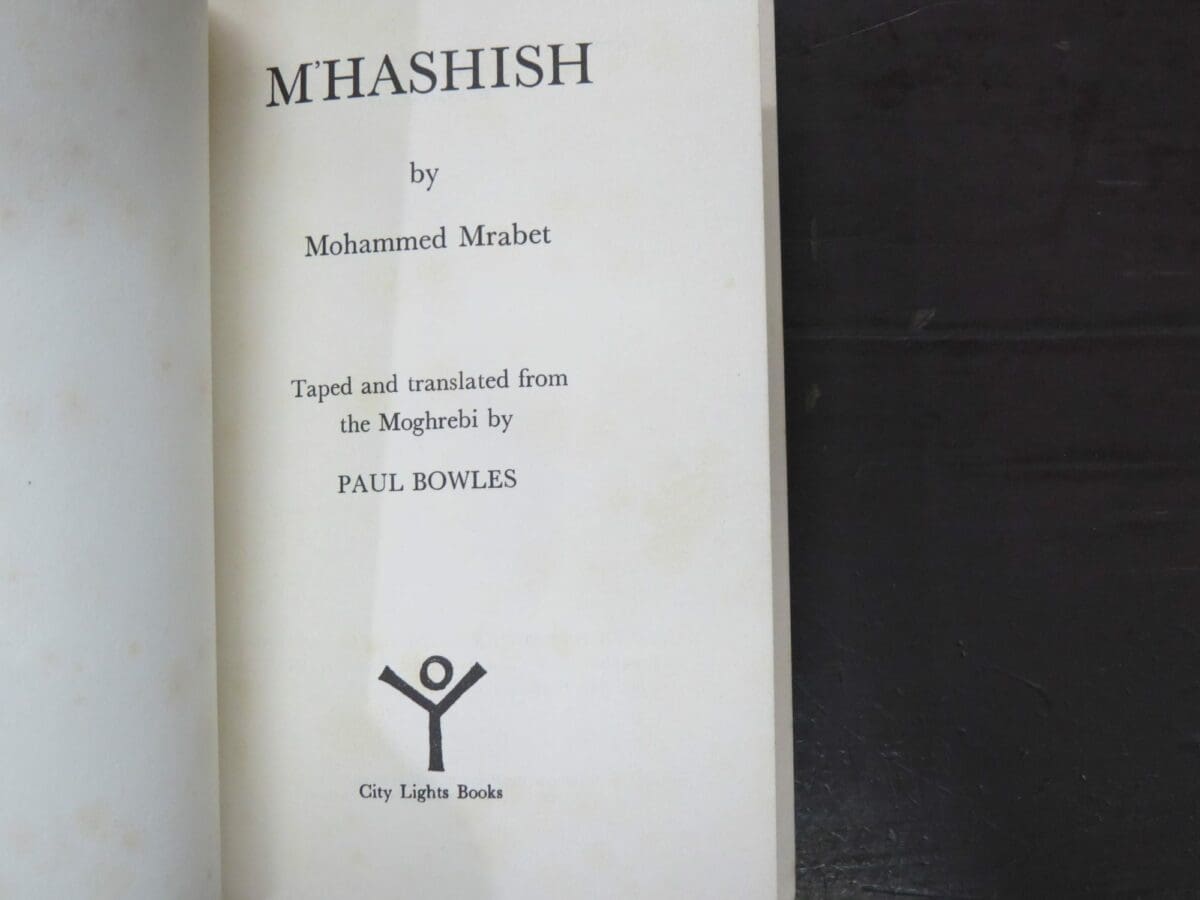 M'HASHISH
by
Mohammed Mrabet
Taped and translated from
the Moghrebi by
PAUL BOWLES
City Lights Books